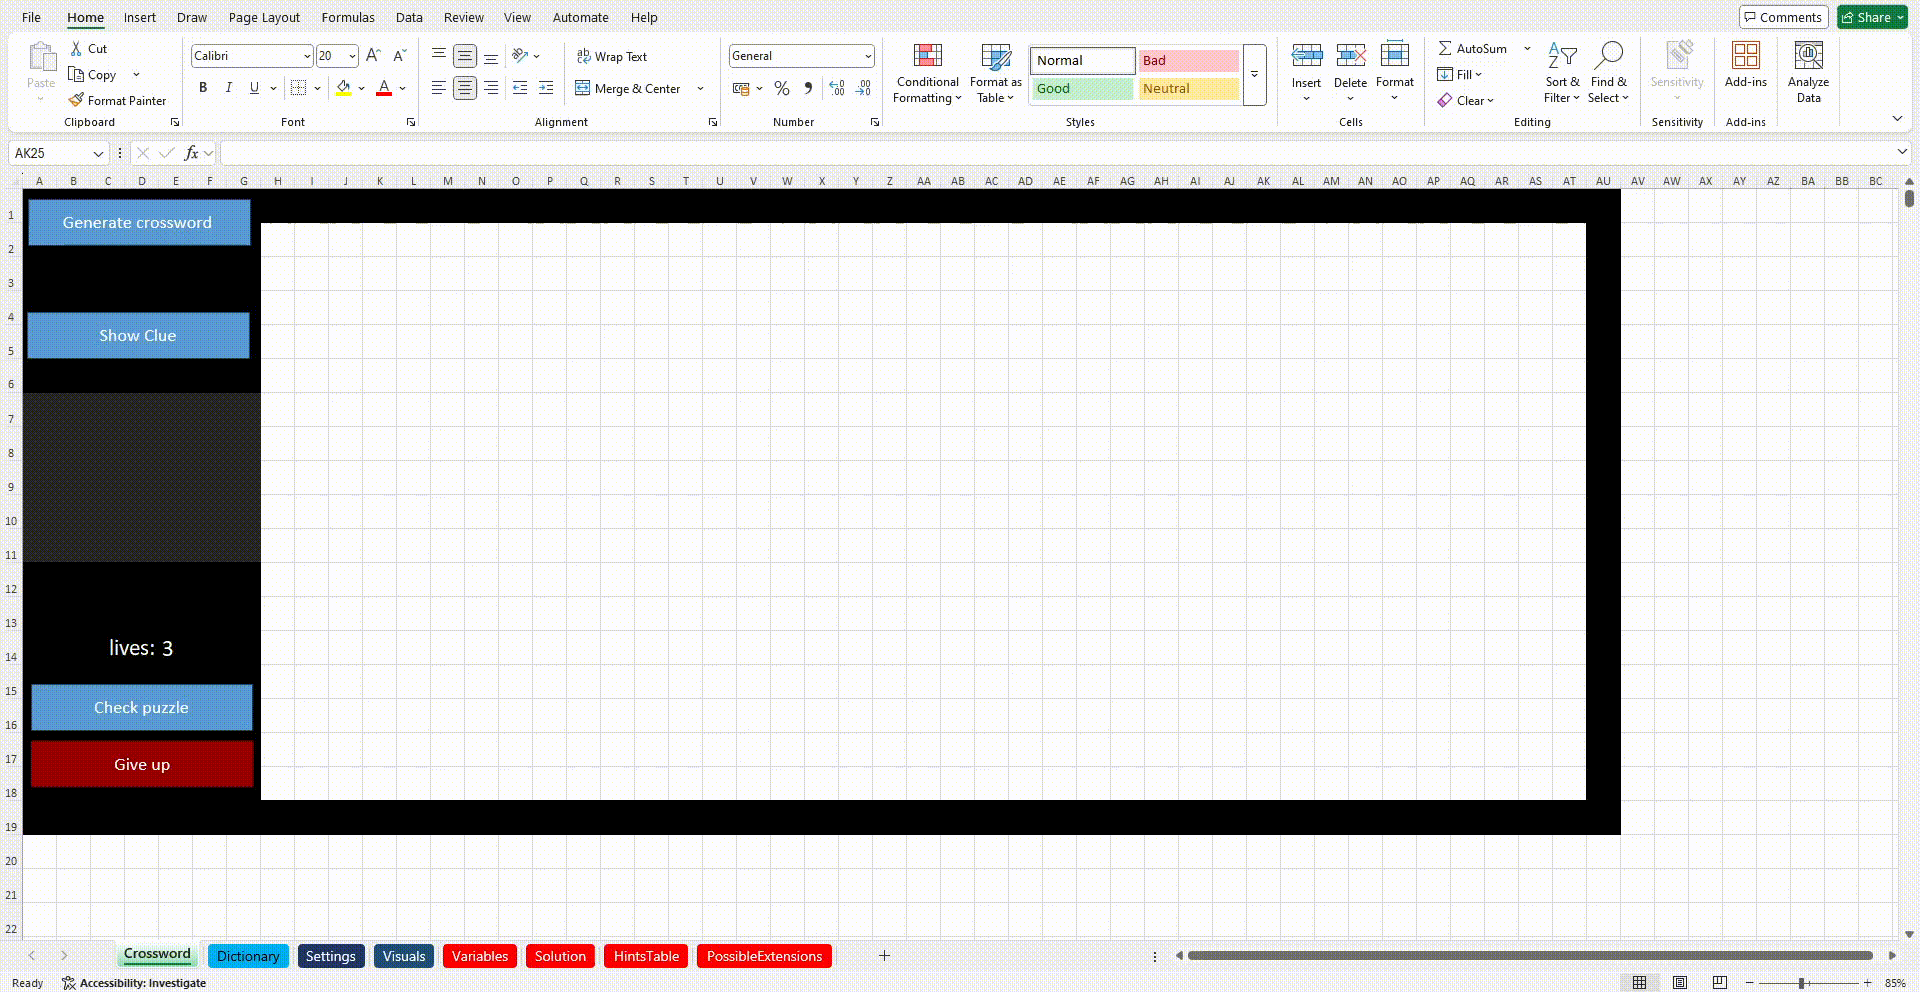 File Home Insert Draw Page Layout Formulas Data Review View Automate Help Comments Share
Paste
Cut
Copy
Format Painter
Clipboard
Calibri 20
B I U
Font
Wrap Text
Merge & Center
Alignment
General
Number
Conditional Formatting
Format as Table
Normal Bad
Good Neutral
Styles
Insert Delete Format
Cells
AutoSum
Fill
Clear
Sort & Filter
Find & Select
Editing
Sensitivity
Sensitivity
Add-ins
Add-ins
Analyze Data
AK25 fx
A B C D E F G H I J K L M N O P Q R S T U V W X Y Z AA AB AC AD AE AF AG AH AI AJ AK AL AM AN AO AP AQ AR AS AT AU AV AW AX AY AZ BA BB BC
1
2
3
4
5
6
7
8
9
10
11
12
13
14
15
16
17
18
19
20
21
22
Generate crossword
Show Clue
lives: 3
Check puzzle
Give up
Crossword Dictionary Settings Visuals Variables Solution HintsTable PossibleExtensions
Ready Accessibility: Investigate 85%